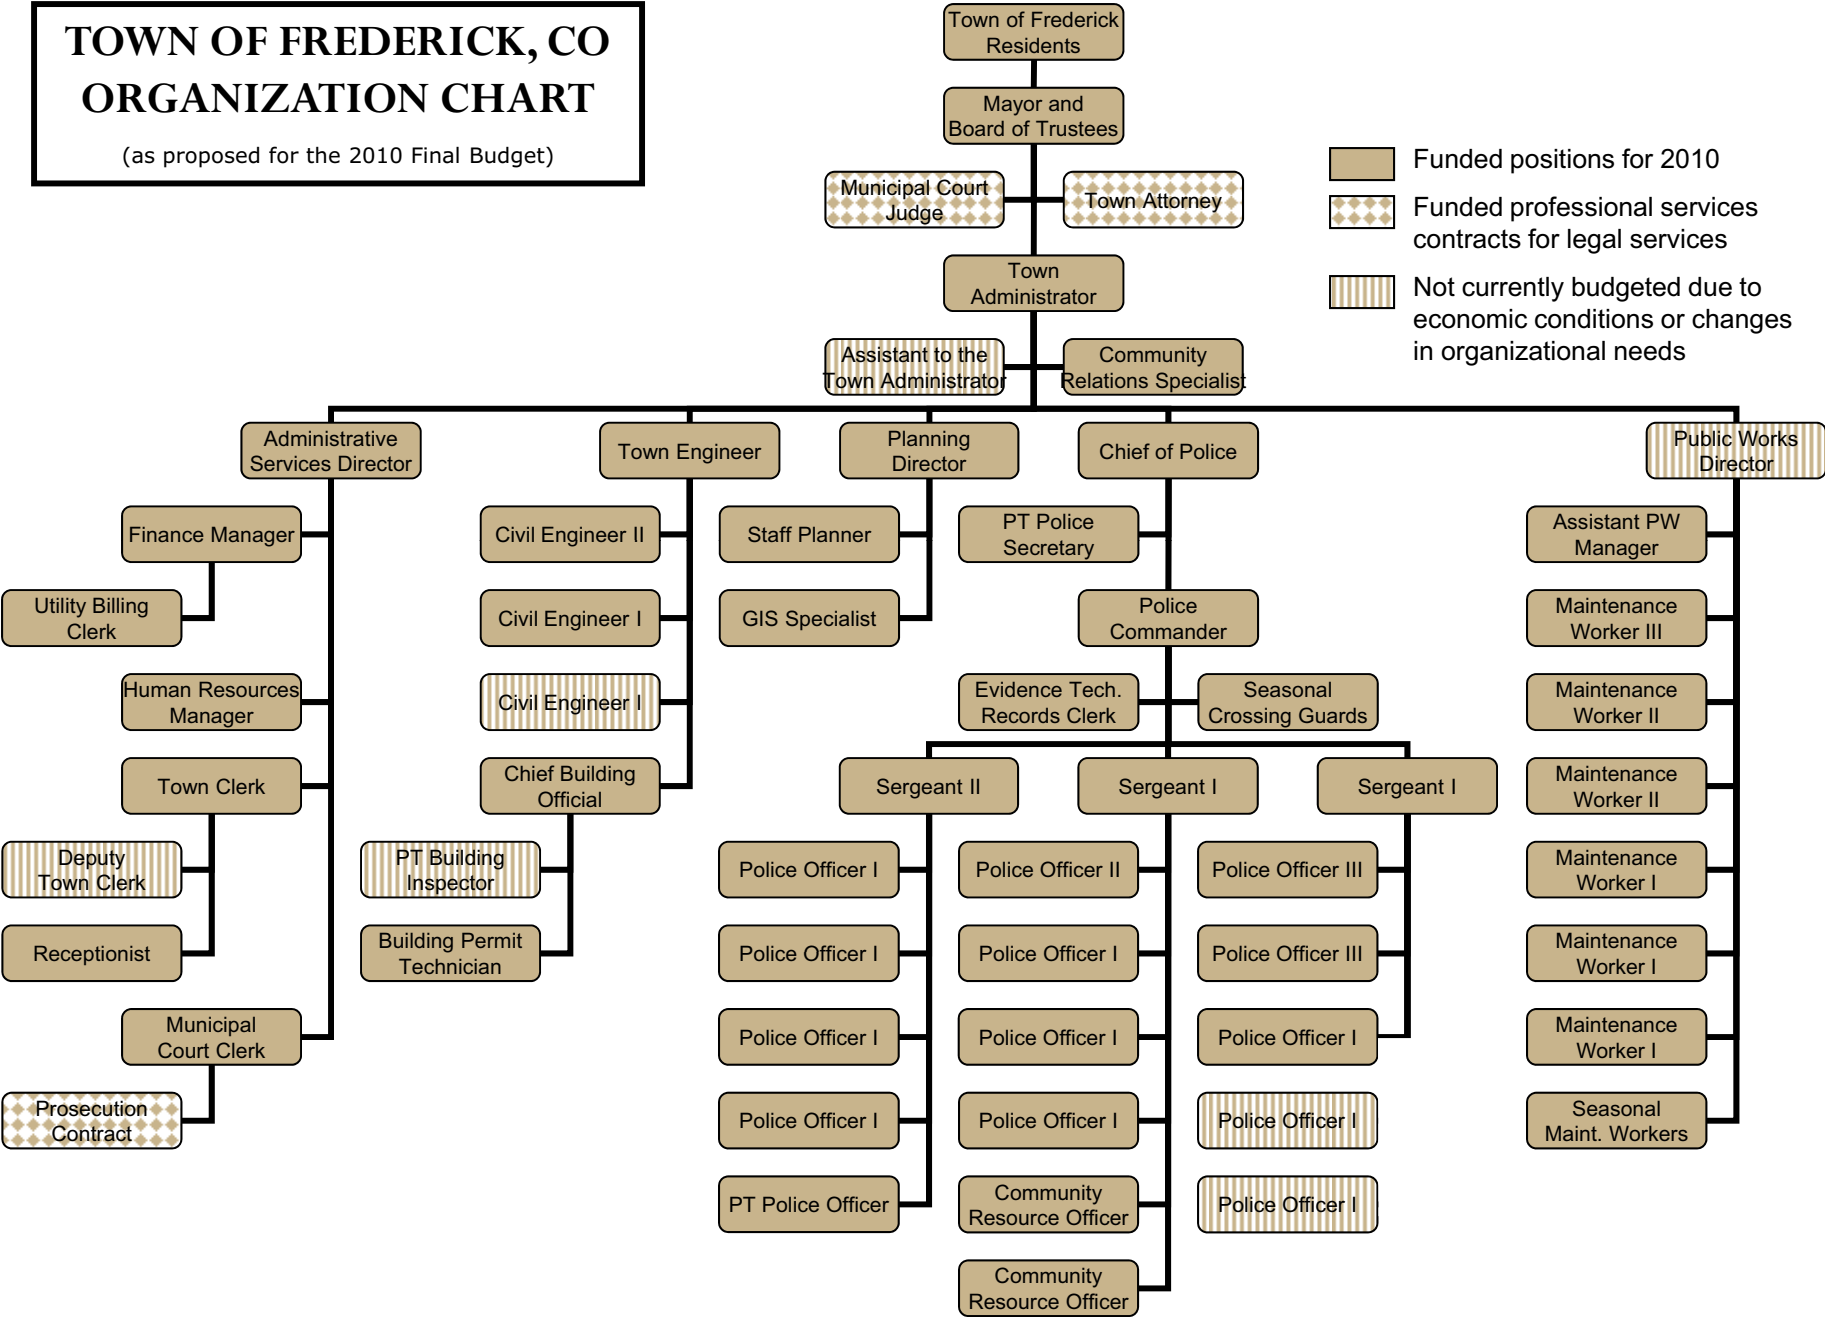 TOWN OF FREDERICK, CO
ORGANIZATION CHART
(as proposed for the 2010 Final Budget)
Town of Frederick
Residents
Mayor and
Board of Trustees
Municipal Court
Judge
Town Attorney
Town
Administrator
Assistant to the
Town Administrator
Community
Relations Specialist
Funded positions for 2010
Funded professional services
contracts for legal services
Not currently budgeted due to
economic conditions or changes
in organizational needs
Administrative
Services Director
Finance Manager
Utility Billing
Clerk
Human Resources
Manager
Town Clerk
Deputy
Town Clerk
Receptionist
Municipal
Court Clerk
Prosecution
Contract
Town Engineer
Civil Engineer II
Civil Engineer I
Civil Engineer I
Chief Building
Official
PT Building
Inspector
Building Permit
Technician
Planning
Director
Staff Planner
GIS Specialist
Chief of Police
PT Police
Secretary
Police
Commander
Evidence Tech.
Records Clerk
Seasonal
Crossing Guards
Sergeant II
Police Officer I
Police Officer I
Police Officer I
Police Officer I
PT Police Officer
Sergeant I
Police Officer II
Police Officer I
Police Officer I
Police Officer I
Community
Resource Officer
Community
Resource Officer
Sergeant I
Police Officer III
Police Officer III
Police Officer I
Police Officer I
Police Officer I
Public Works
Director
Assistant PW
Manager
Maintenance
Worker III
Maintenance
Worker II
Maintenance
Worker II
Maintenance
Worker I
Maintenance
Worker I
Maintenance
Worker I
Seasonal
Maint. Workers